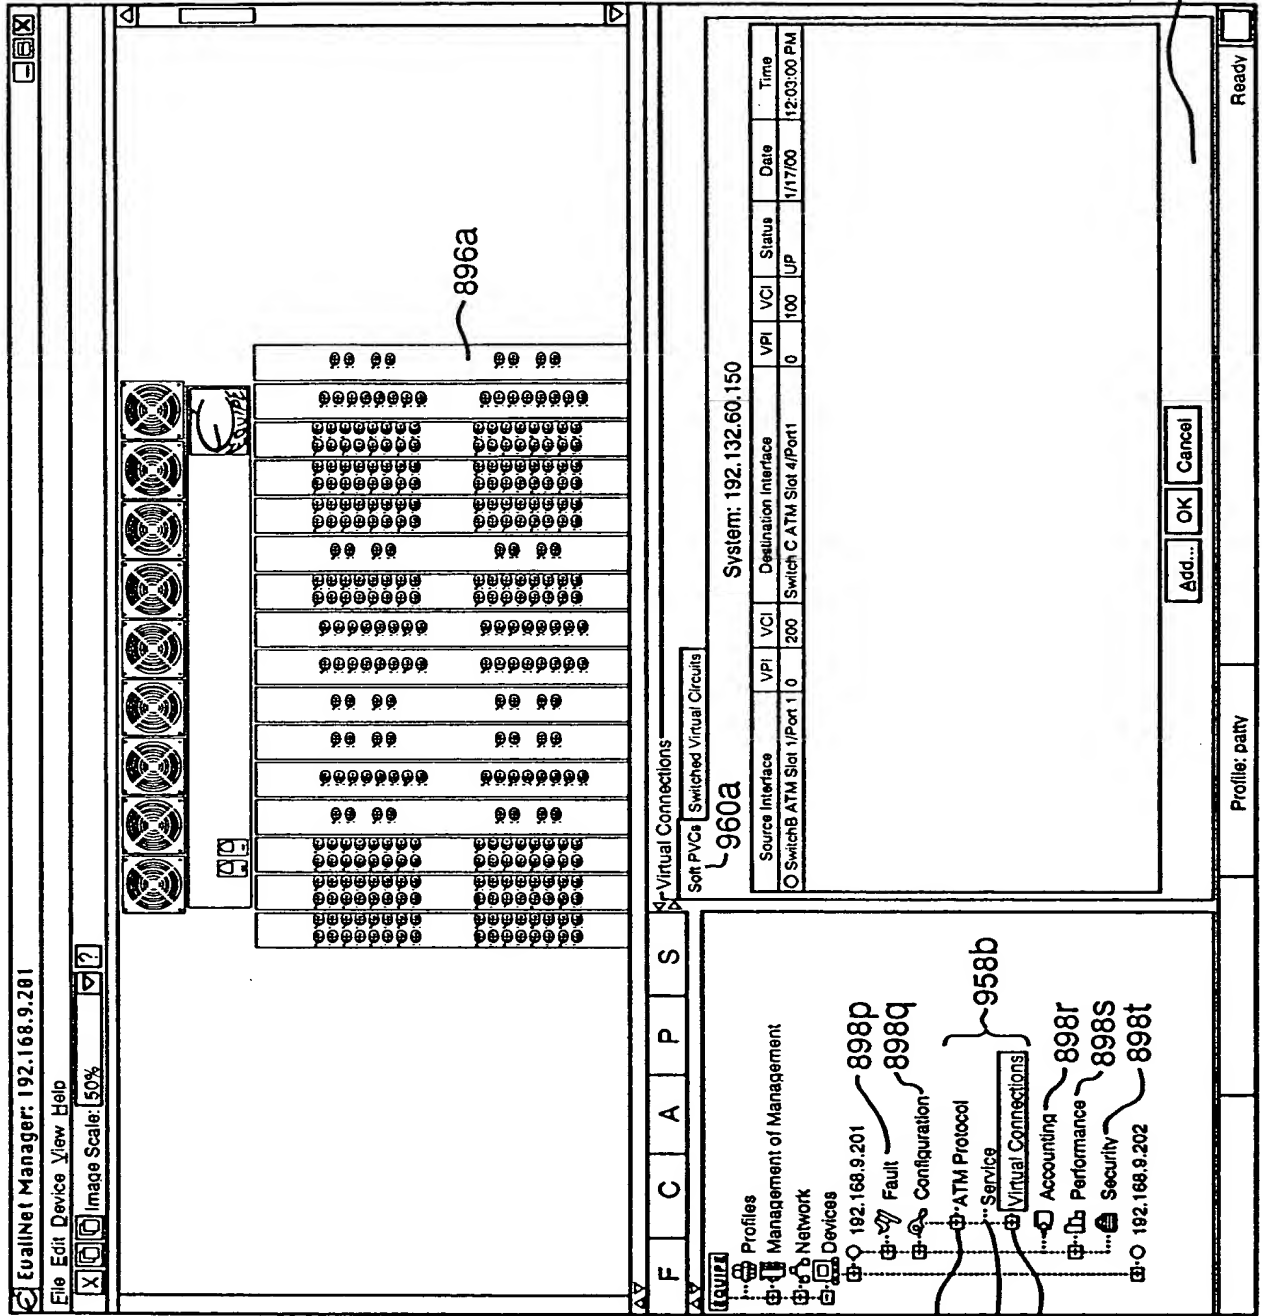 EuallNet Manager: 192.168.9.201
File Edit Device View Help
X Image Scale: 50% ?
EQUIPE
896a
F C A P S
EQUIPE
Profiles
Management of Management
Network
Devices
192.168.9.201
Fault
898p
Configuration
898q
ATM Protocol
Service
Virtual Connections
958b
Accounting
898r
Performance
898s
Security
898t
192.168.9.202
Virtual Connections
Soft PVCs Switched Virtual Circuits
960a
System: 192.132.60.150
Source Interface VPI VCI Destination Interface VPI VCI Status Date Time
SwitchB ATM Slot 1/Port 1 0 200 Switch C ATM Slot 4/Port1 0 100 UP 1/17/00 12:03:00 PM
Add... OK Cancel
Profile: patty
Ready